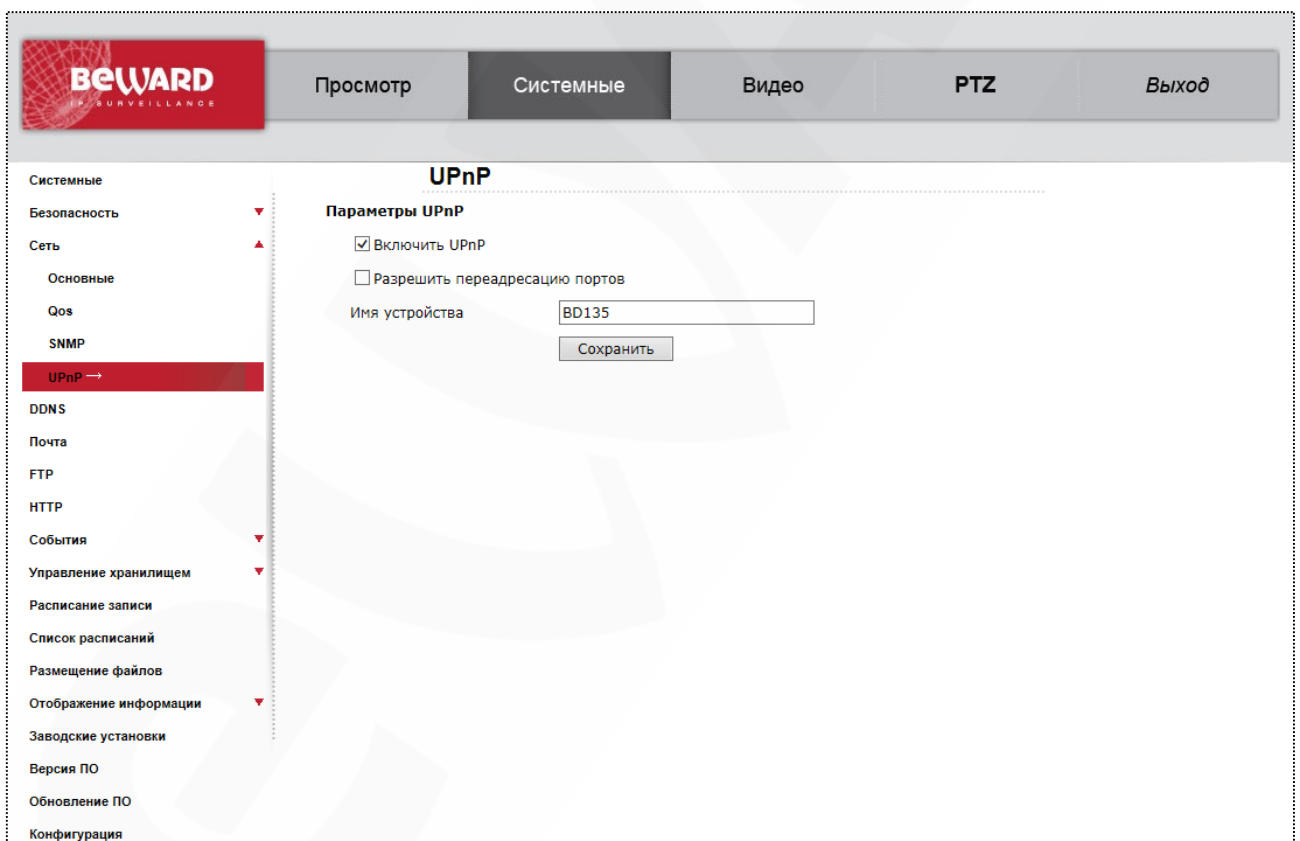 BEWARD
IP SURVEILLANCE
Просмотр
Системные
Видео
PTZ
Выход
Системные
Безопасность
Сеть
Основные
Qos
SNMP
UPnP →
DDNS
Почта
FTP
HTTP
События
Управление хранилищем
Расписание записи
Список расписаний
Размещение файлов
Отображение информации
Заводские установки
Версия ПО
Обновление ПО
Конфигурация
UPnP
Параметры UPnP
Включить UPnP
Разрешить переадресацию портов
Имя устройства BD135
Сохранить